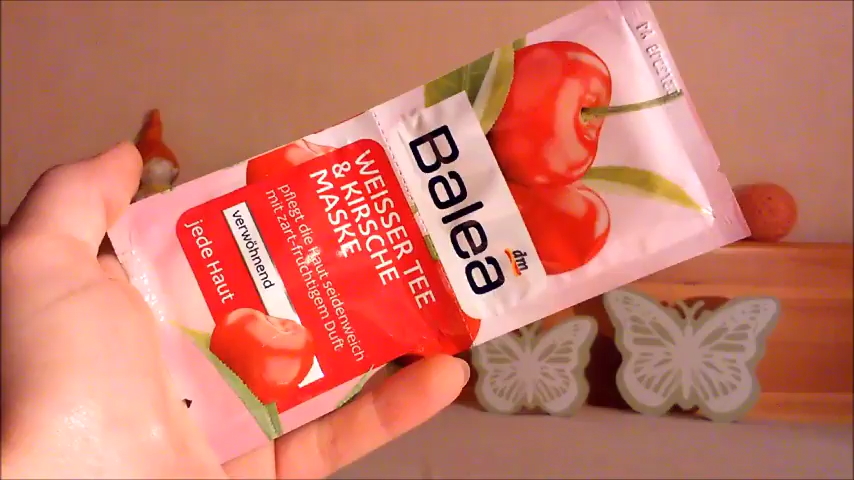 Balea
dm
WEISSER TEE
& KIRSCHE
MASKE
pflegt die Haut seidenweich
mit zart-fruchtigem Duft
verwöhnend
jede Haut